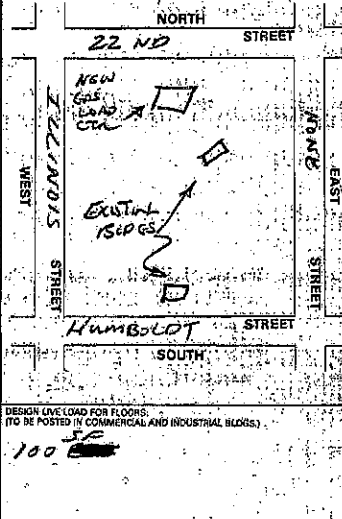 NORTH
22 ND STREET
NEW
GAS
LOAD
CTR
ILLINOIS STREET
WEST
NONE STREET
EAST
EXISTING
BLDGS
HUMBOLDT STREET
SOUTH
DESIGN LIVE LOAD FOR FLOORS:
(TO BE POSTED IN COMMERCIAL AND INDUSTRIAL BLDGS.)
100